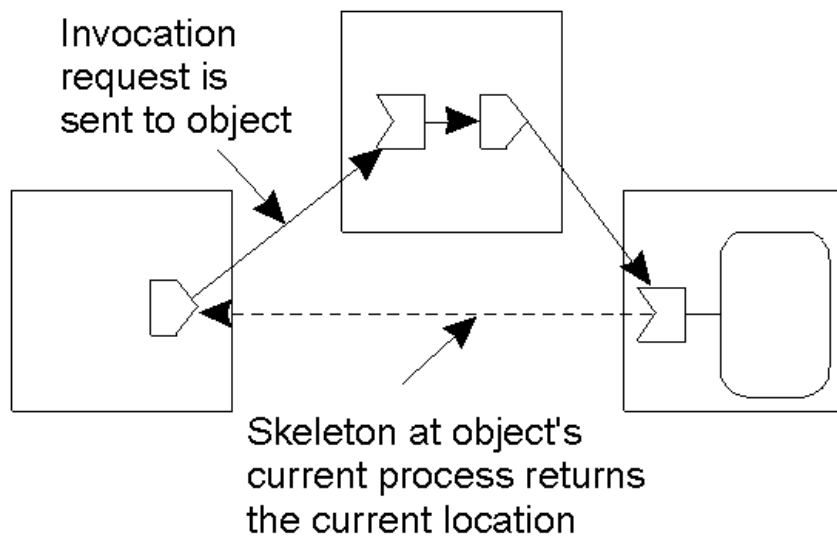 Invocation
request is
sent to object
Skeleton at object's
current process returns
the current location